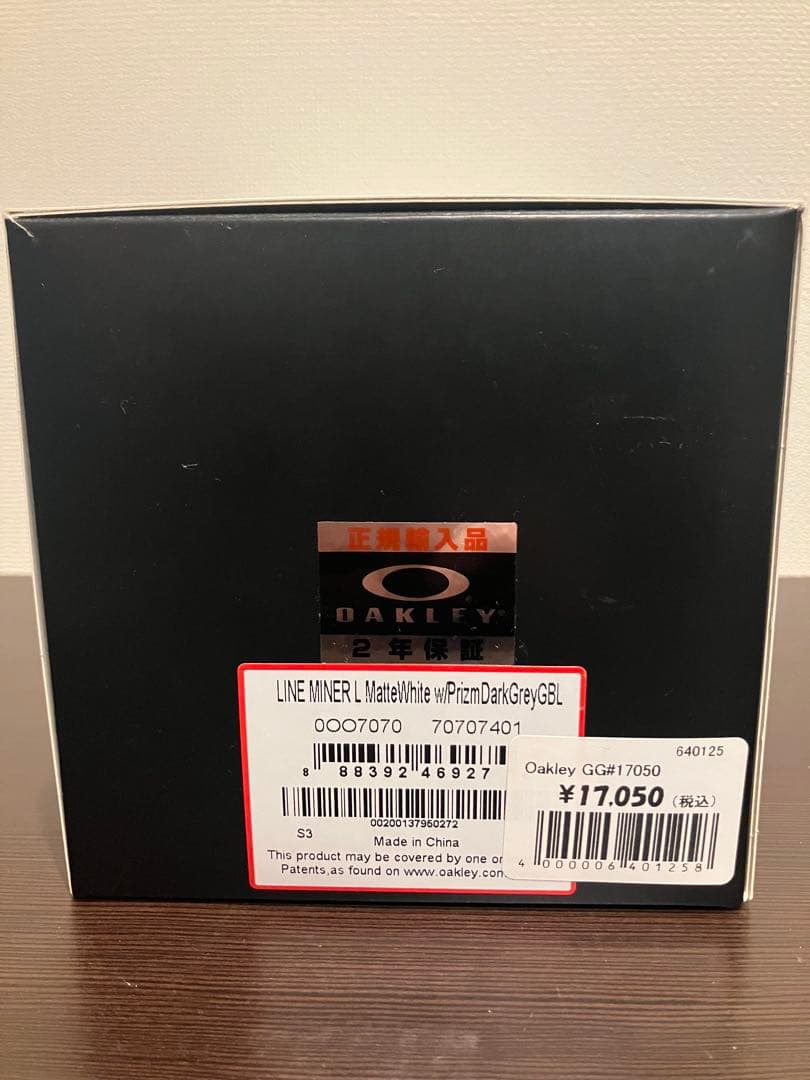 正規輸入品
OAKLEY
2年保証
LINE MINER L MatteWhite w/PrizmDarkGreyGBL
OOO7070 70707401
8 88392 46927
00200137950272
S3
Made in China
This product may be covered by one or
Patents,as found on www.oakley.com
640125
Oakley GG#17050
¥17.050(税込)
4 000006 401258